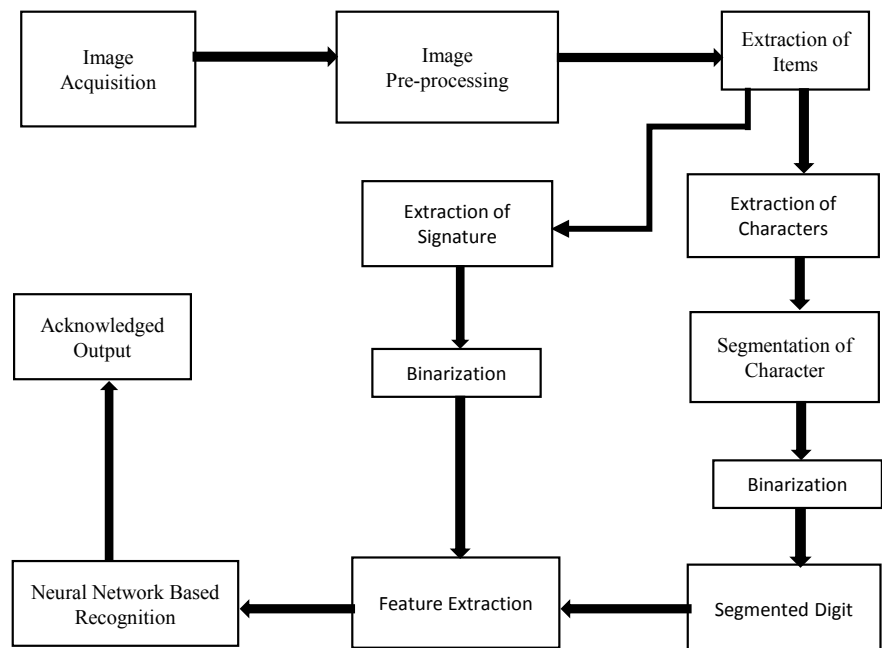 Image
Acquisition
Image
Pre-processing
Extraction of
Items
Extraction of
Signature
Extraction of
Characters
Acknowledged
Output
Binarization
Segmentation of
Character
Binarization
Neural Network Based
Recognition
Feature Extraction
Segmented Digit